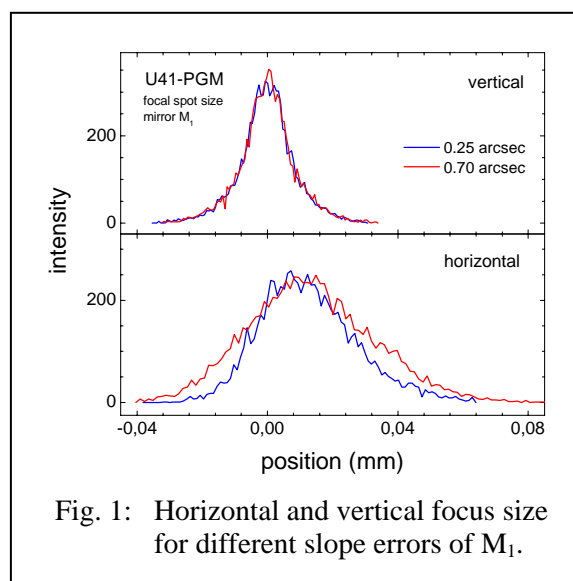 U41-PGM
focal spot size
mirror M₁
vertical
0.25 arcsec
0.70 arcsec
200
0
intensity
horizontal
200
0
-0,04 0,00 0,04 0,08
position (mm)
Fig. 1: Horizontal and vertical focus size
for different slope errors of M₁.